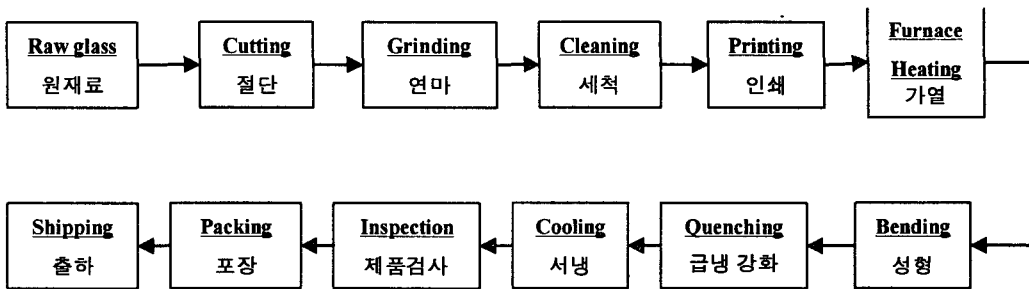 Raw glass
원재료
Cutting
절단
Grinding
연마
Cleaning
세척
Printing
인쇄
Furnace
Heating
가열
Bending
성형
Quenching
급냉 강화
Cooling
서냉
Inspection
제품검사
Packing
포장
Shipping
출하